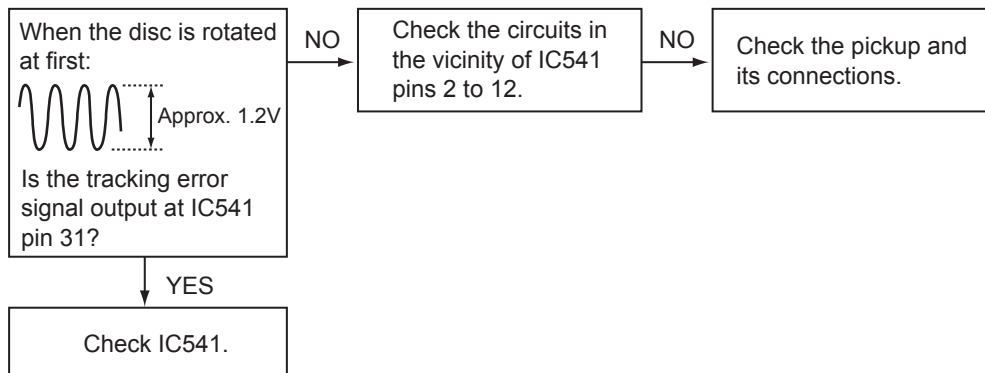 When the disc is rotated
at first:
Approx. 1.2V
Is the tracking error
signal output at IC541
pin 31?
NO
Check the circuits in
the vicinity of IC541
pins 2 to 12.
NO
Check the pickup and
its connections.
YES
Check IC541.